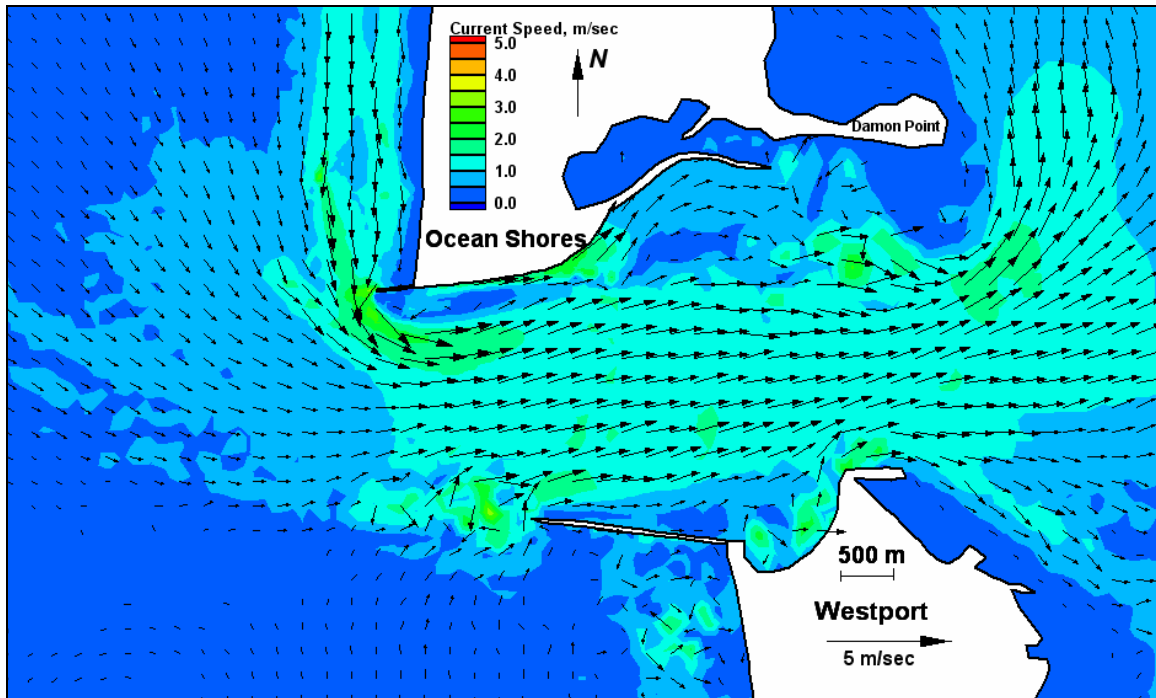 Current Speed, m/sec
5.0
4.0
3.0
2.0
1.0
0.0
N
Damon Point
Ocean Shores
500 m
Westport
5 m/sec